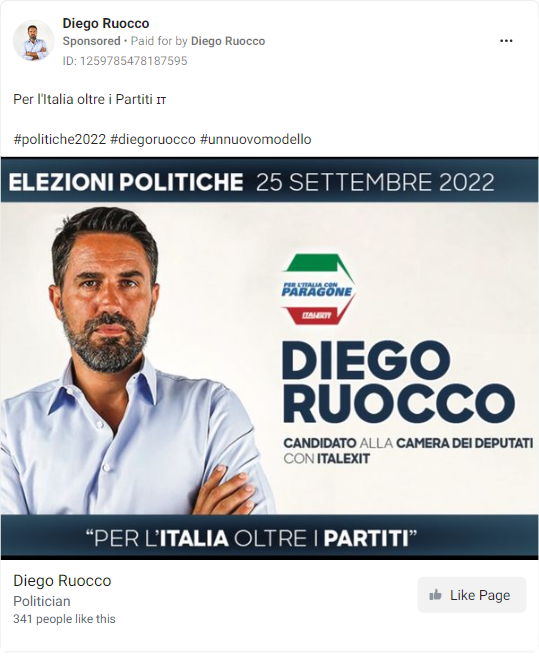 Diego Ruocco
Sponsored • Paid for by Diego Ruocco
ID: 1259785478187595
Per l'Italia oltre i Partiti IT
#politiche2022 #diegoruocco #unnuovomodello
ELEZIONI POLITICHE 25 SETTEMBRE 2022
PER L'ITALIA CON
PARAGONE
ITALEXIT
DIEGO
RUOCCO
CANDIDATO ALLA CAMERA DEI DEPUTATI
CON ITALEXIT
“PER L'ITALIA OLTRE I PARTITI”
Diego Ruocco
Politician
341 people like this
Like Page